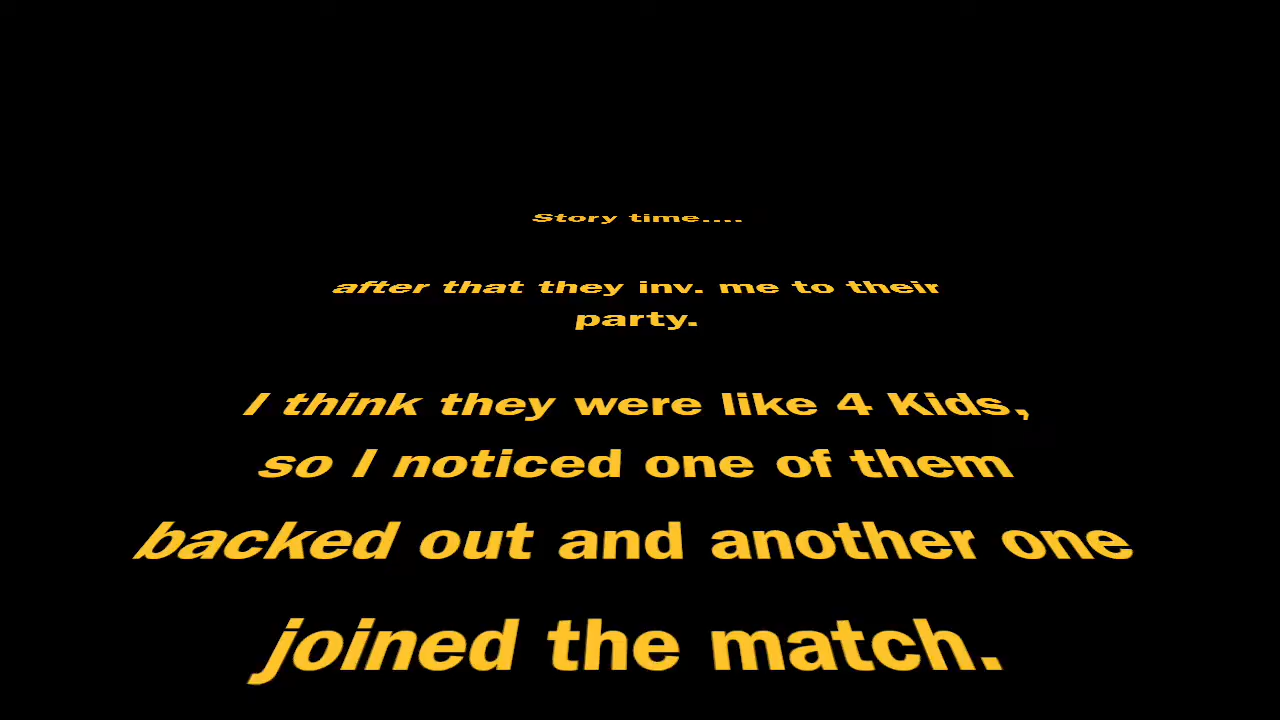 Story time....
after that they inv. me to their
party.
I think they were like 4 Kids,
so I noticed one of them
backed out and another one
joined the match.